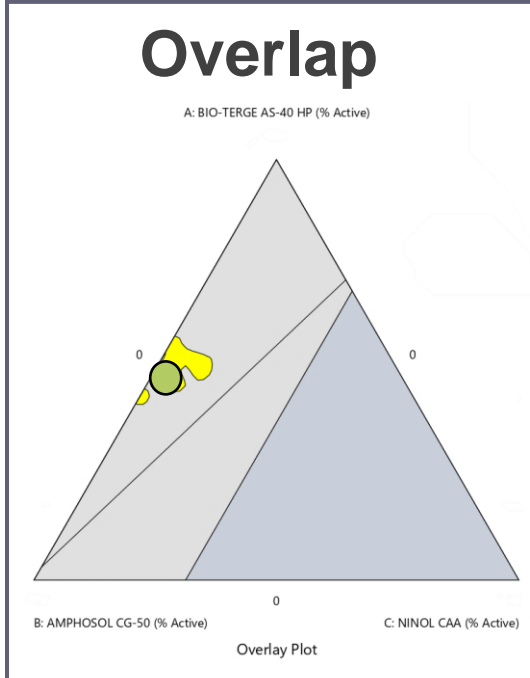 Overlap
A: BIO-TERGE AS-40 HP (% Active)
0
0
0
B: AMPHOSOL CG-50 (% Active)
C: NINOL CAA (% Active)
Overlay Plot